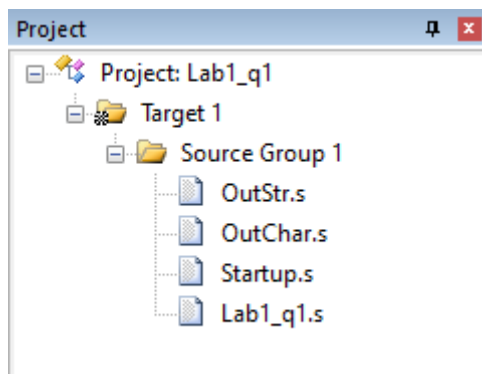 Project
Project: Lab1_q1
Target 1
Source Group 1
OutStr.s
OutChar.s
Startup.s
Lab1_q1.s